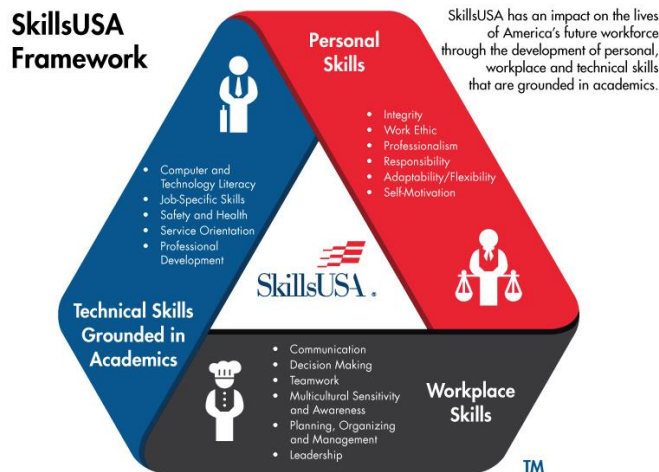 SkillsUSA
Framework
SkillsUSA has an impact on the lives
of America's future workforce
through the development of personal,
workplace and technical skills
that are grounded in academics.
Personal
Skills
• Integrity
• Work Ethic
• Professionalism
• Responsibility
• Adaptability/Flexibility
• Self-Motivation
• Computer and
Technology Literacy
• Job-Specific Skills
• Safety and Health
• Service Orientation
• Professional
Development
Technical Skills
Grounded in
Academics
SkillsUSA®
• Communication
• Decision Making
• Teamwork
• Multicultural Sensitivity
and Awareness
• Planning, Organizing
and Management
• Leadership
Workplace
Skills
TM